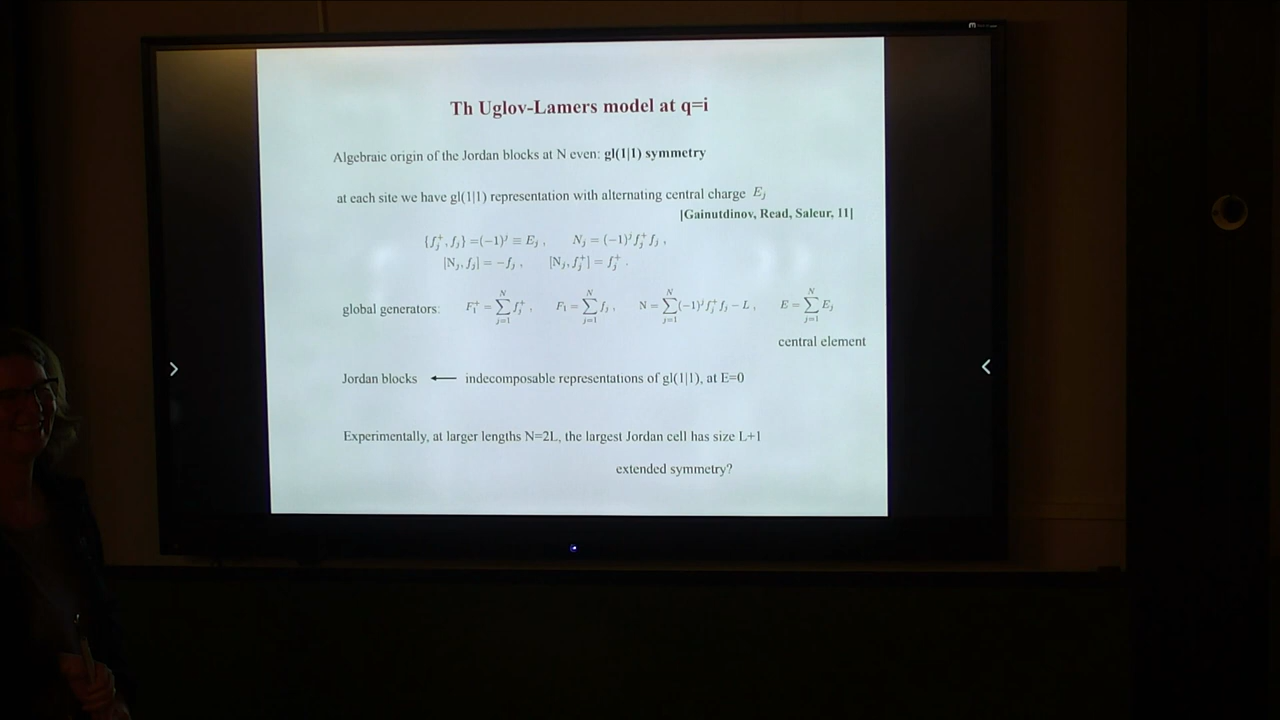 Th Uglov-Lamers model at q=i
Algebraic origin of the Jordan blocks at N even: gl(1|1) symmetry
at each site we have gl(1|1) representation with alternating central charge E_j
[Gainutdinov, Read, Saleur, 11]
{f_j^+, f_j} = (−1)^j ≡ E_j ,   N_j = (−1)^j f_j^+ f_j ,
[N_j, f_j] = −f_j ,   [N_j, f_j^+] = f_j^+ .
global generators:   F_1^+ = ∑_{j=1}^N f_j^+ ,   F_1 = ∑_{j=1}^N f_j ,   N = ∑_{j=1}^N (−1)^j f_j^+ f_j − L ,   E = ∑_{j=1}^N E_j
central element
Jordan blocks ← indecomposable representations of gl(1|1), at E=0
Experimentally, at larger lengths N=2L, the largest Jordan cell has size L+1
extended symmetry?